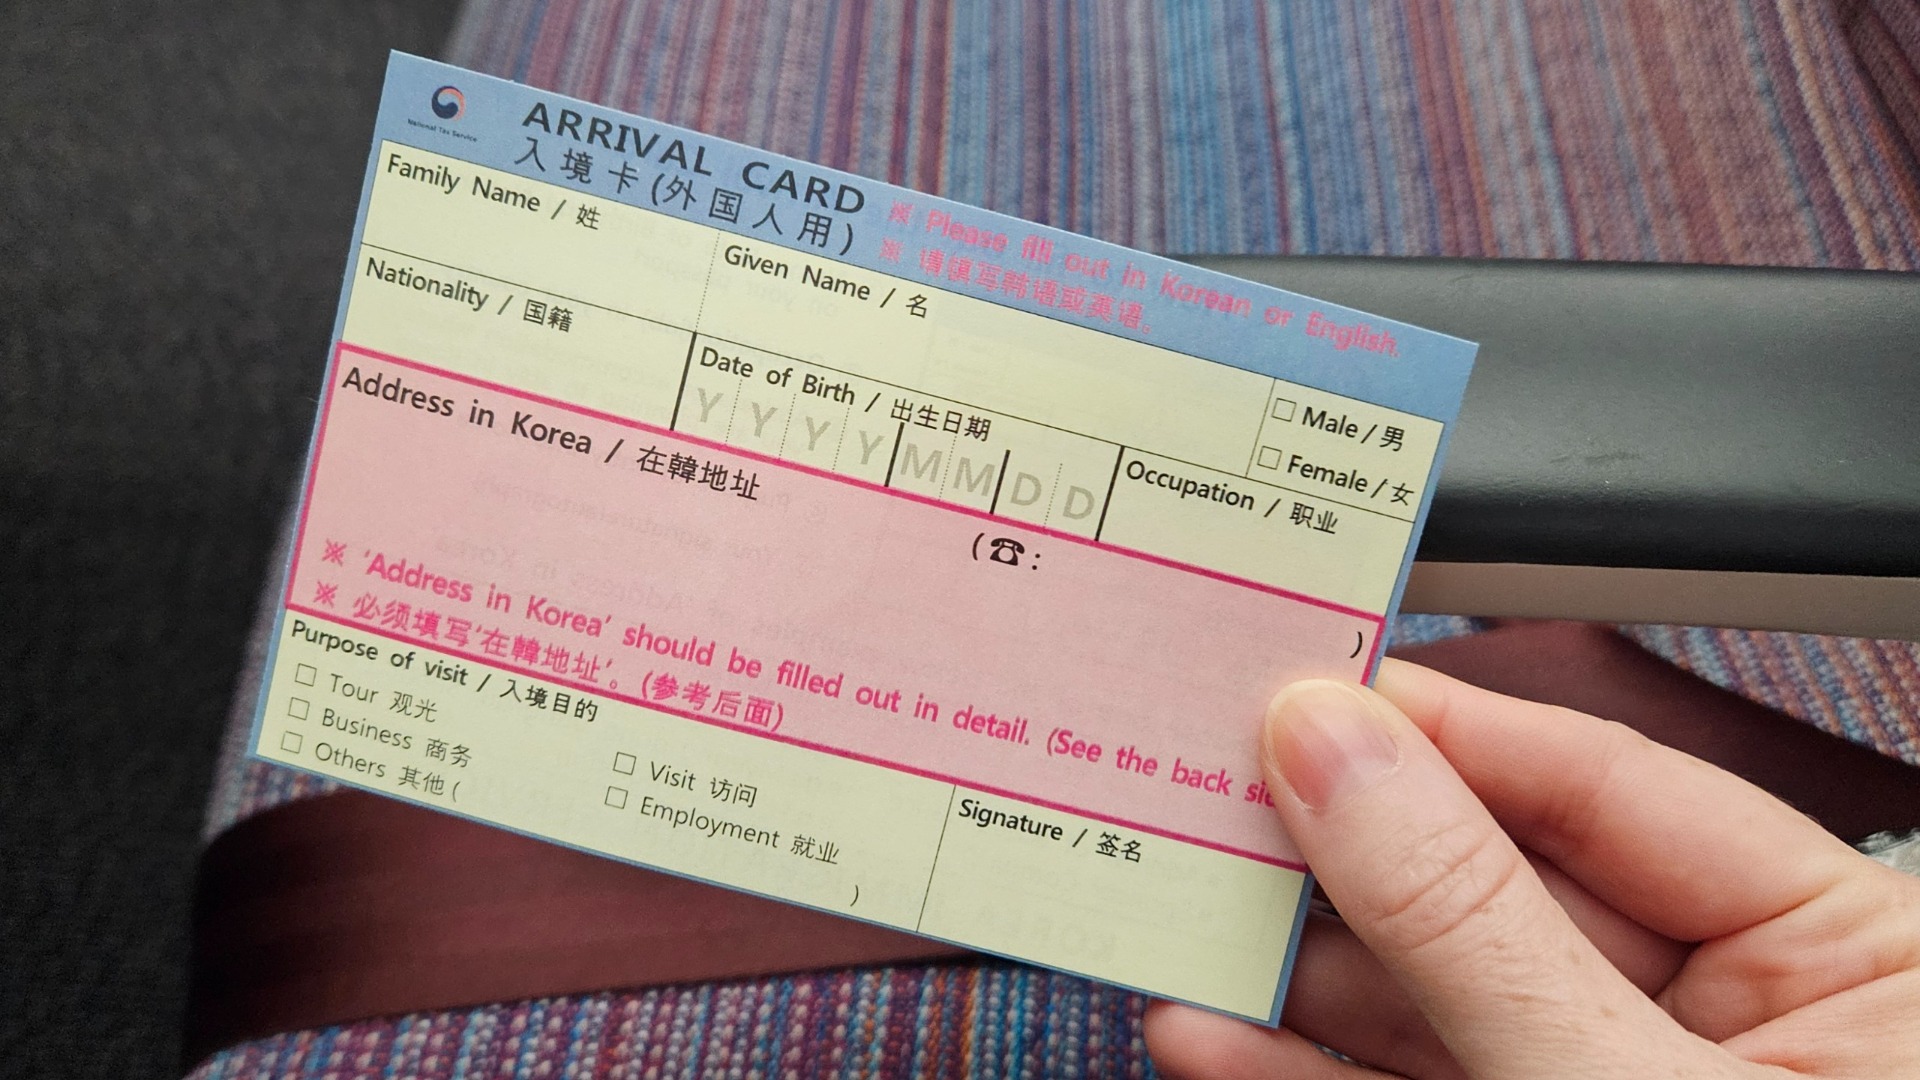 National Tax Service
ARRIVAL CARD
入境卡(外国人用)
※ Please fill out in Korean or English.
※ 请填写韩语或英语。
Family Name / 姓
Given Name / 名
□ Male / 男
□ Female / 女
Nationality / 国籍
Date of Birth / 出生日期
Y Y Y Y M M D D
Occupation / 职业
Address in Korea / 在韓地址
(☎: )
※ 'Address in Korea' should be filled out in detail. (See the back
※ 必须填写'在韓地址'。(参考后面)
Purpose of visit / 入境目的
□ Tour 观光
□ Business 商务
□ Others 其他 ( )
□ Visit 访问
□ Employment 就业
Signature / 签名